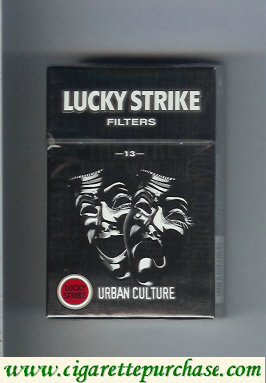 LUCKY STRIKE
FILTERS
-13-
LUCKY
STRIKE
URBAN CULTURE
www.cigarettepurchase.com